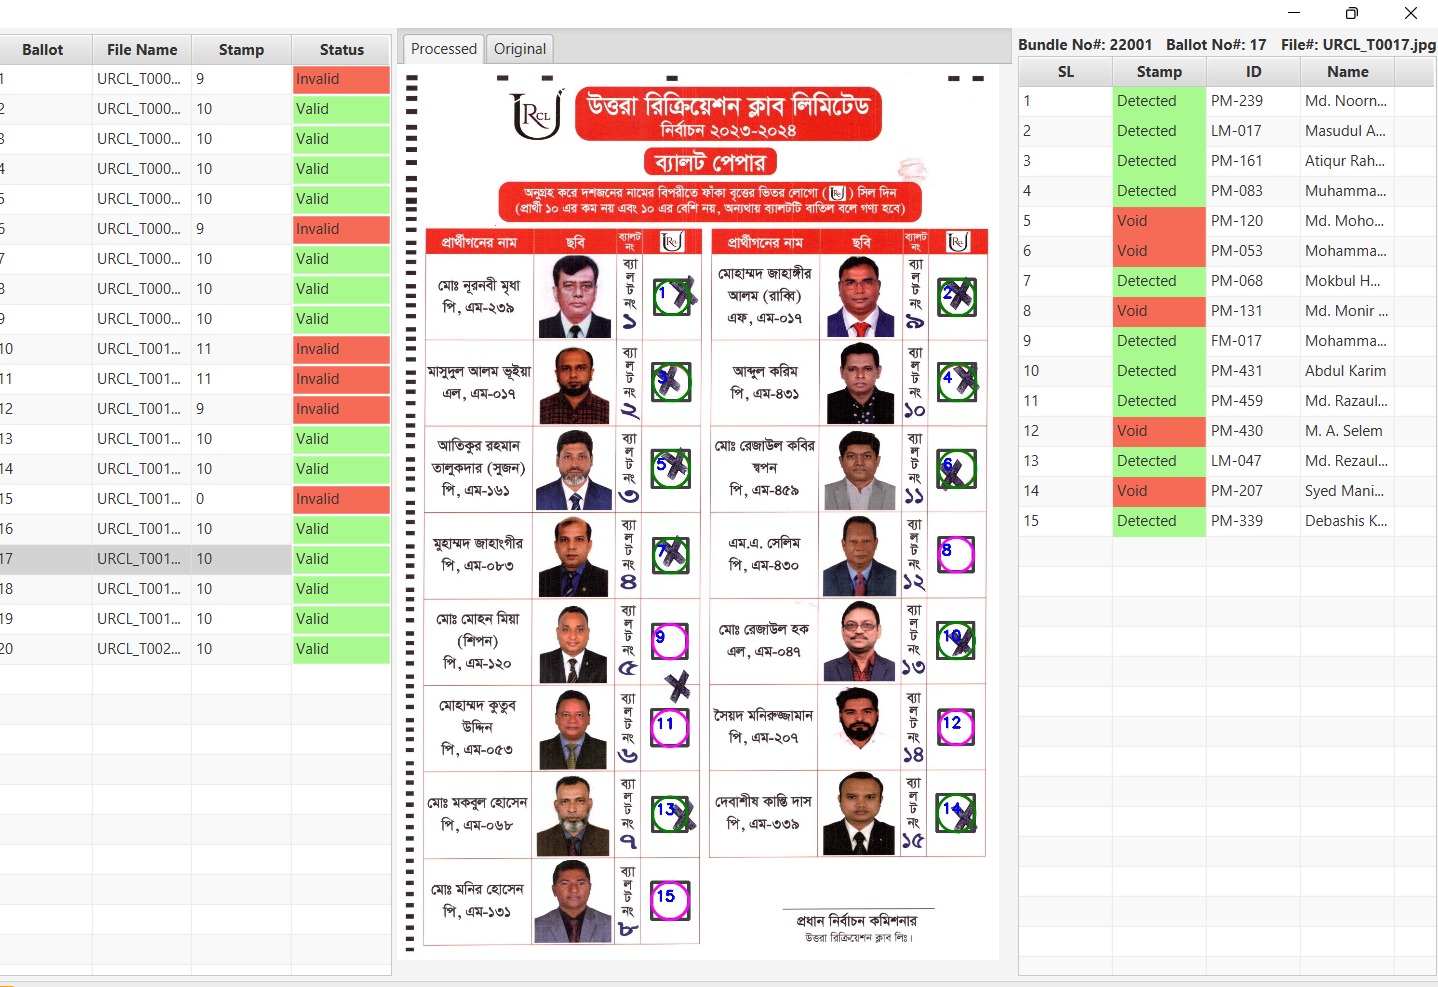 Ballot File Name Stamp Status
1 URCL_T000... 9 Invalid
2 URCL_T000... 10 Valid
3 URCL_T000... 10 Valid
4 URCL_T000... 10 Valid
5 URCL_T000... 10 Valid
6 URCL_T000... 9 Invalid
7 URCL_T000... 10 Valid
8 URCL_T000... 10 Valid
9 URCL_T000... 10 Valid
10 URCL_T001... 11 Invalid
11 URCL_T001... 11 Invalid
12 URCL_T001... 9 Invalid
13 URCL_T001... 10 Valid
14 URCL_T001... 10 Valid
15 URCL_T001... 0 Invalid
16 URCL_T001... 10 Valid
17 URCL_T001... 10 Valid
18 URCL_T001... 10 Valid
19 URCL_T001... 10 Valid
20 URCL_T002... 10 Valid
Processed Original
URCL
উত্তরা রিক্রিয়েশন ক্লাব লিমিটেড
নির্বাচন ২০২৩-২০২৪
ব্যালট পেপার
অনুগ্রহ করে দশজনের নামের বিপরীতে ফাঁকা বৃত্তের ভিতর লোগো ( ) সিল দিন
(প্রার্থী ১০ এর কম নয় এবং ১০ এর বেশি নয়, অন্যথায় ব্যালটটি বাতিল বলে গণ্য হবে)
প্রার্থীগনের নাম ছবি ব্যালট নং
মোঃ নূরনবী মৃধা
পি, এম-২৩৯
ব্যালট নং ১
1
মাসুদুল আলম ভূইয়া
এল, এম-০১৭
ব্যালট নং ২
3
আতিকুর রহমান
তালুকদার (সুজন)
পি, এম-১৬১
ব্যালট নং ৩
5
মুহাম্মদ জাহাংগীর
পি, এম-০৮৩
ব্যালট নং ৪
7
মোঃ মোহন মিয়া
(শিপন)
পি, এম-১২০
ব্যালট নং ৫
9
মোহাম্মদ কুতুব
উদ্দিন
পি, এম-০৫৩
ব্যালট নং ৬
11
মোঃ মকবুল হোসেন
পি, এম-০৬৮
ব্যালট নং ৭
13
মোঃ মনির হোসেন
পি, এম-১৩১
ব্যালট নং ৮
15
প্রার্থীগনের নাম ছবি ব্যালট নং
মোহাম্মদ জাহাঙ্গীর
আলম (রাব্বি)
এফ, এম-০১৭
ব্যালট নং ৯
2
আব্দুল করিম
পি, এম-৪৩১
ব্যালট নং ১০
4
মোঃ রেজাউল কবির
স্বপন
পি, এম-৪৫৯
ব্যালট নং ১১
6
এম.এ. সেলিম
পি, এম-৪৩০
ব্যালট নং ১২
8
মোঃ রেজাউল হক
এল, এম-০৪৭
ব্যালট নং ১৩
10
সৈয়দ মনিরুজ্জামান
পি, এম-২০৭
ব্যালট নং ১৪
12
দেবাশীষ কান্তি দাস
পি, এম-৩৩৯
ব্যালট নং ১৫
14
প্রধান নির্বাচন কমিশনার
উত্তরা রিক্রিয়েশন ক্লাব লিঃ।
Bundle No#: 22001 Ballot No#: 17 File#: URCL_T0017.jpg
SL Stamp ID Name
1 Detected PM-239 Md. Noorn...
2 Detected LM-017 Masudul A...
3 Detected PM-161 Atiqur Rah...
4 Detected PM-083 Muhamma...
5 Void PM-120 Md. Moho...
6 Void PM-053 Mohamma...
7 Detected PM-068 Mokbul H...
8 Void PM-131 Md. Monir ...
9 Detected FM-017 Mohamma...
10 Detected PM-431 Abdul Karim
11 Detected PM-459 Md. Razaul...
12 Void PM-430 M. A. Selem
13 Detected LM-047 Md. Rezaul...
14 Void PM-207 Syed Mani...
15 Detected PM-339 Debashis K...